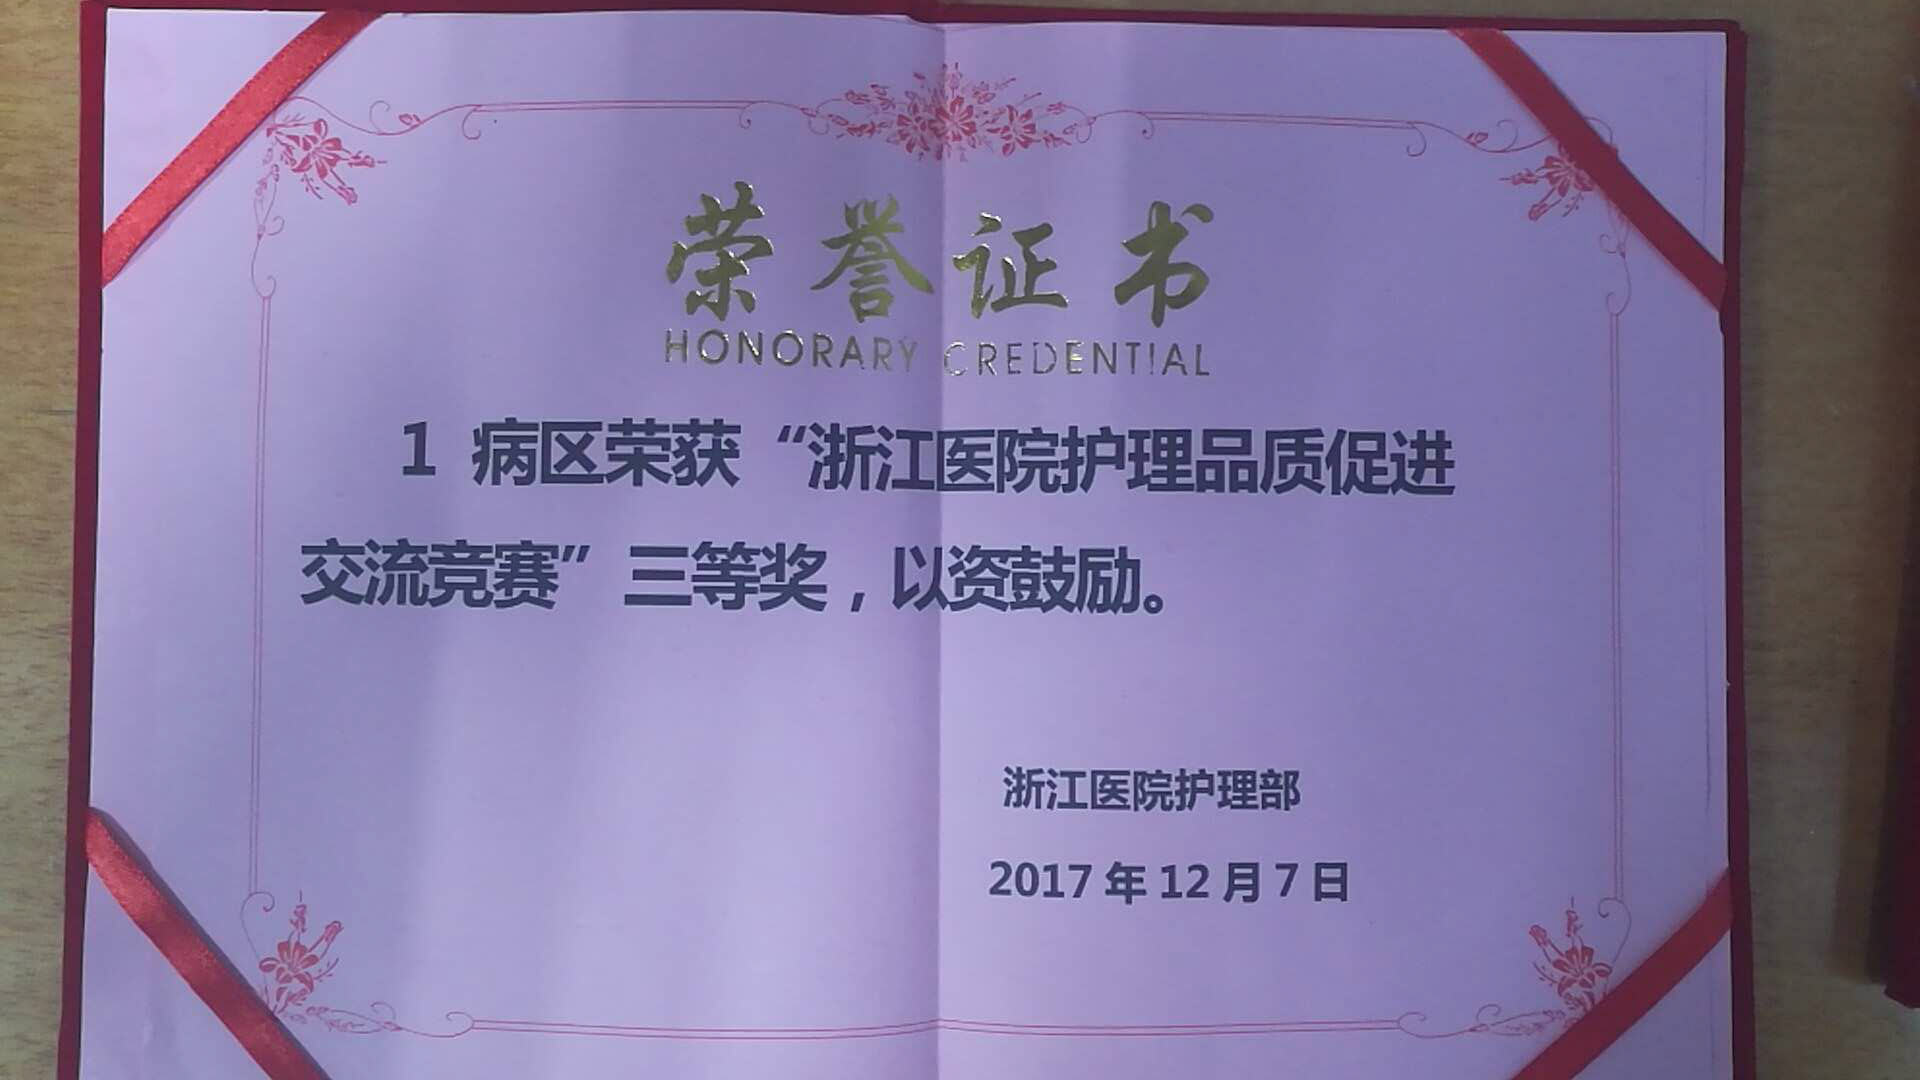 荣誉证书
HONORARY CREDENTIAL
1 病区荣获“浙江医院护理品质促进
交流竞赛”三等奖，以资鼓励。
浙江医院护理部
2017 年 12 月 7 日